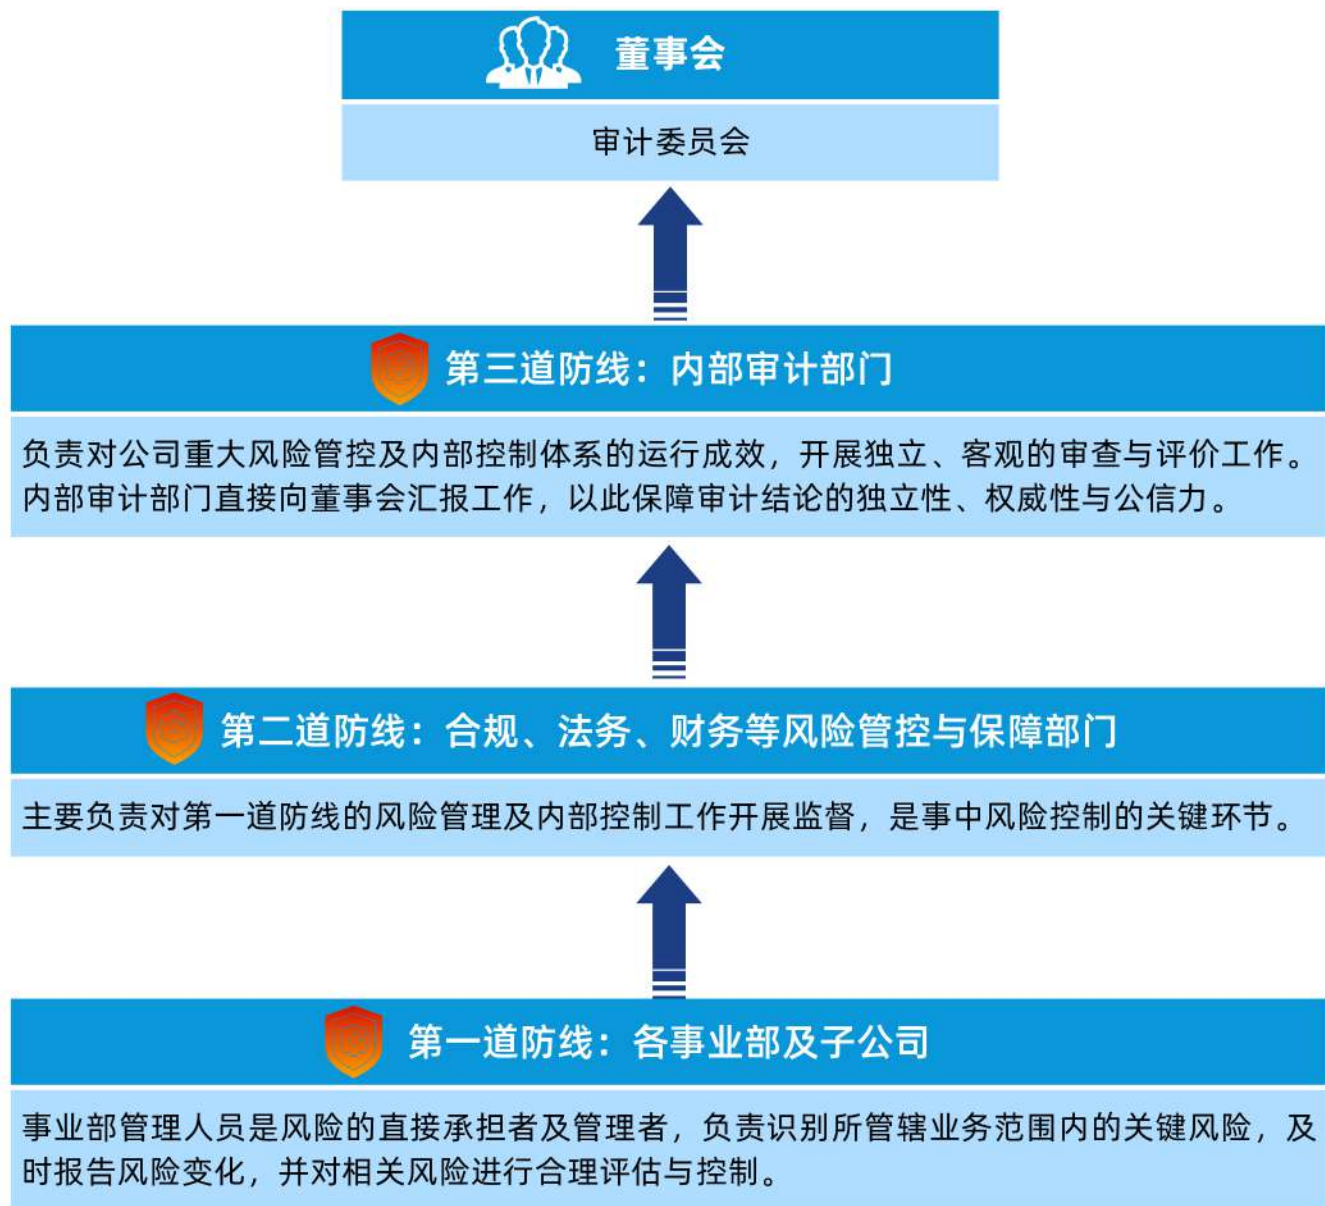 董事会
审计委员会
第三道防线：内部审计部门
负责对公司重大风险管控及内部控制体系的运行成效，开展独立、客观的审查与评价工作。
内部审计部门直接向董事会汇报工作，以此保障审计结论的独立性、权威性与公信力。
第二道防线：合规、法务、财务等风险管控与保障部门
主要负责对第一道防线的风险管理及内部控制工作开展监督，是事中风险控制的关键环节。
第一道防线：各事业部及子公司
事业部管理人员是风险的直接承担者及管理者，负责识别所管辖业务范围内的关键风险，及
时报告风险变化，并对相关风险进行合理评估与控制。